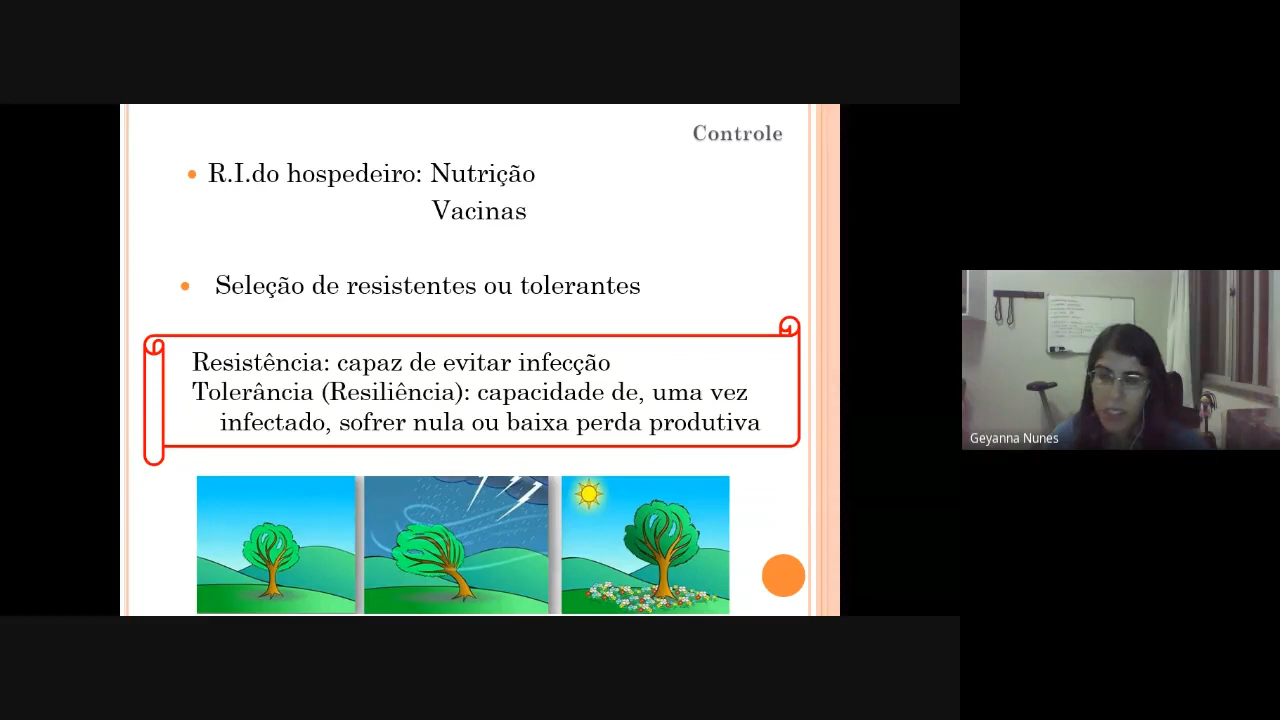 Controle
R.I.do hospedeiro: Nutrição
Vacinas
Seleção de resistentes ou tolerantes
Resistência: capaz de evitar infecção
Tolerância (Resiliência): capacidade de, uma vez
infectado, sofrer nula ou baixa perda produtiva
Geyanna Nunes